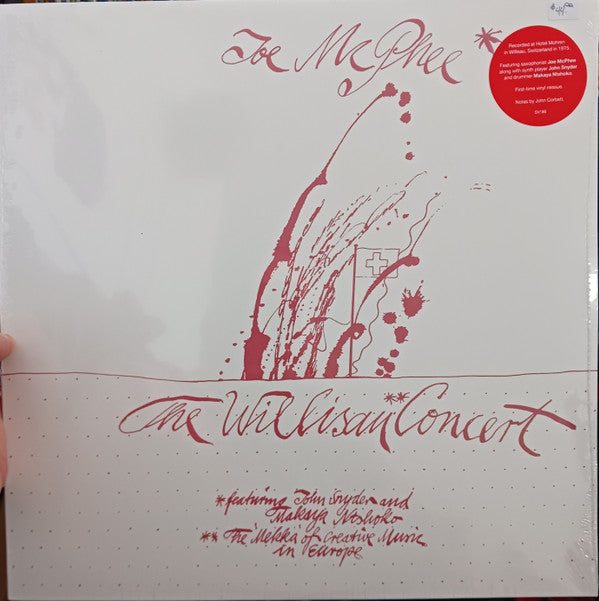 Joe McPhee*
Recorded at Hotel Mohren
in Willisau, Switzerland in 1975.
Featuring saxophonist Joe McPhee
along with synth player John Snyder
and drummer Makaya Ntshoko.
First-time vinyl reissue.
Notes by John Corbett.
The Willisau** Concert
*featuring John Snyder and
Makaya Ntshoko
** The 'Mekka' of Creative Music
in Europe